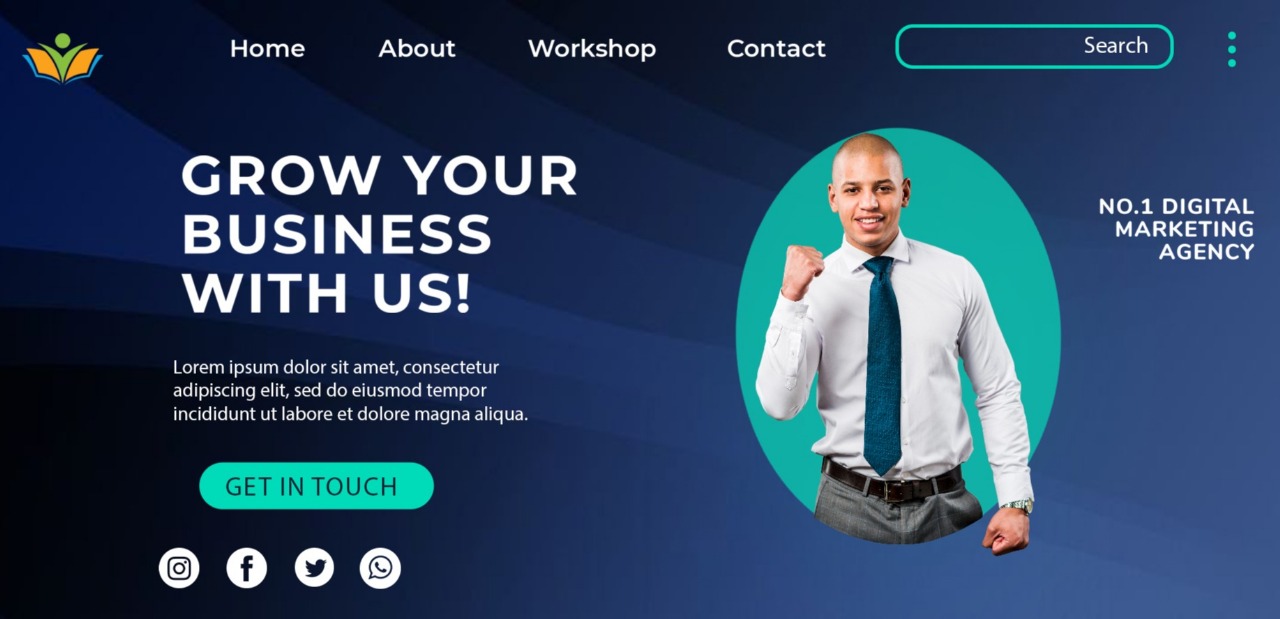 Home
About
Workshop
Contact
Search
GROW YOUR
BUSINESS
WITH US!
NO.1 DIGITAL
MARKETING
AGENCY
Lorem ipsum dolor sit amet, consectetur
adipiscing elit, sed do eiusmod tempor
incididunt ut labore et dolore magna aliqua.
GET IN TOUCH